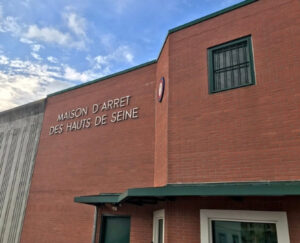 MAISON D'ARRET
DES HAUTS DE SEINE